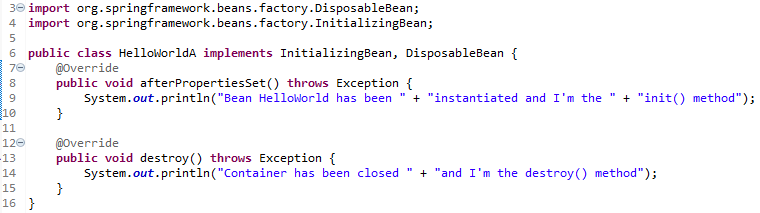 3 import org.springframework.beans.factory.DisposableBean;
4 import org.springframework.beans.factory.InitializingBean;
5
6 public class HelloWorldA implements InitializingBean, DisposableBean {
7     @Override
8     public void afterPropertiesSet() throws Exception {
9         System.out.println("Bean HelloWorld has been " + "instantiated and I'm the " + "init() method");
10     }
11
12     @Override
13     public void destroy() throws Exception {
14         System.out.println("Container has been closed " + "and I'm the destroy() method");
15     }
16 }